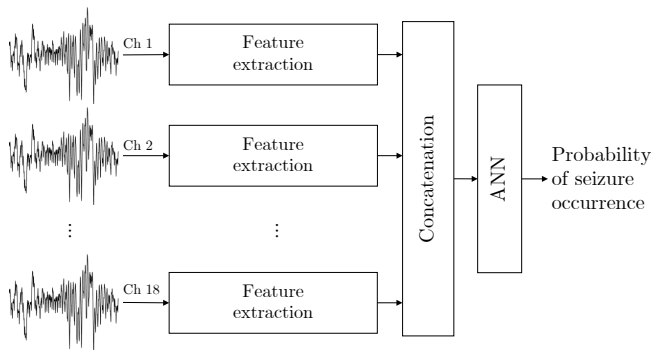 Ch 1
Feature
extraction
Ch 2
Feature
extraction
⋮
⋮
Ch 18
Feature
extraction
Concatenation
ANN
Probability
of seizure
occurrence